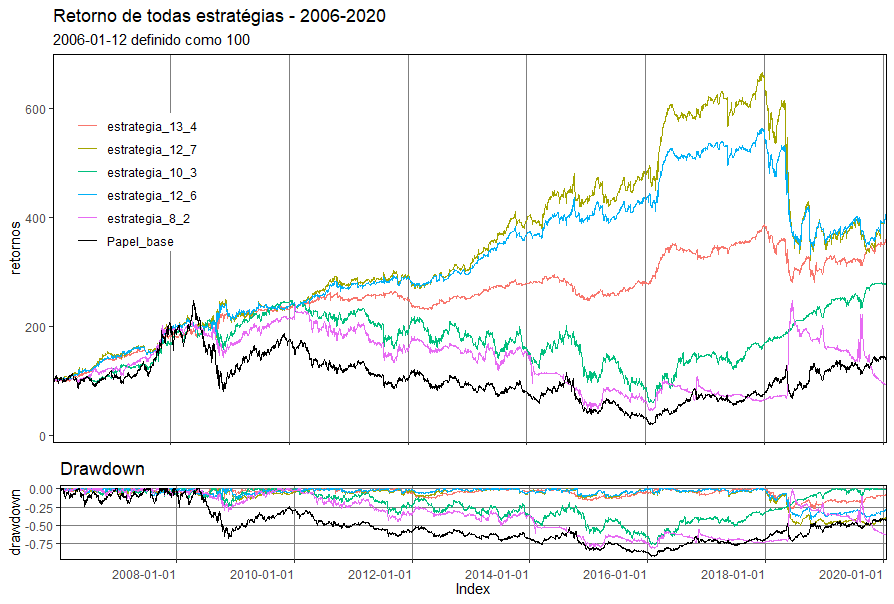 Retorno de todas estratégias - 2006-2020
2006-01-12 definido como 100
retornos
600
400
200
0
estrategia_13_4
estrategia_12_7
estrategia_10_3
estrategia_12_6
estrategia_8_2
Papel_base
Drawdown
drawdown
0.00
-0.25
-0.50
-0.75
2008-01-01
2010-01-01
2012-01-01
2014-01-01
2016-01-01
2018-01-01
2020-01-01
Index